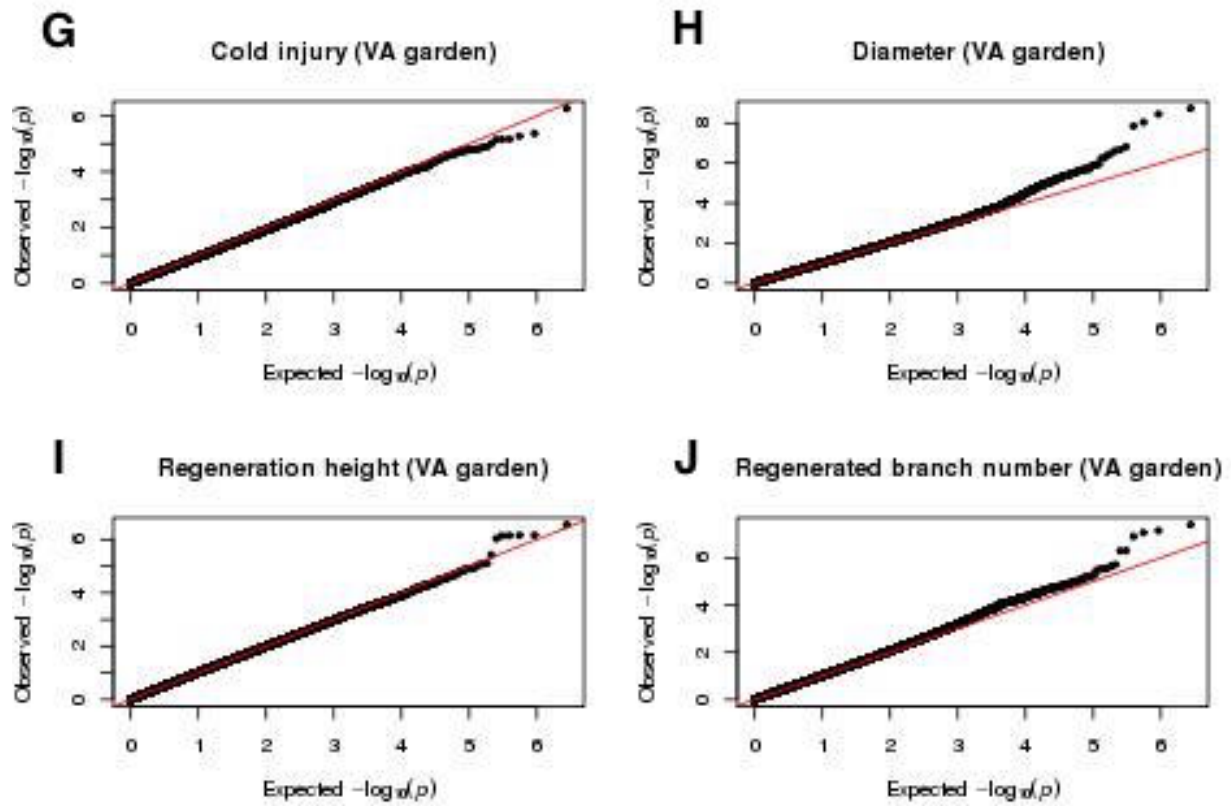 G
Cold injury (VA garden)
Observed −log10(p)
0 2 4 6
0 1 2 3 4 5 6
Expected −log10(p)
H
Diameter (VA garden)
Observed −log10(p)
0 2 4 6 8
0 1 2 3 4 5 6
Expected −log10(p)
I
Regeneration height (VA garden)
Observed −log10(p)
0 2 4 6
0 1 2 3 4 5 6
Expected −log10(p)
J
Regenerated branch number (VA garden)
Observed −log10(p)
0 2 4 6
0 1 2 3 4 5 6
Expected −log10(p)